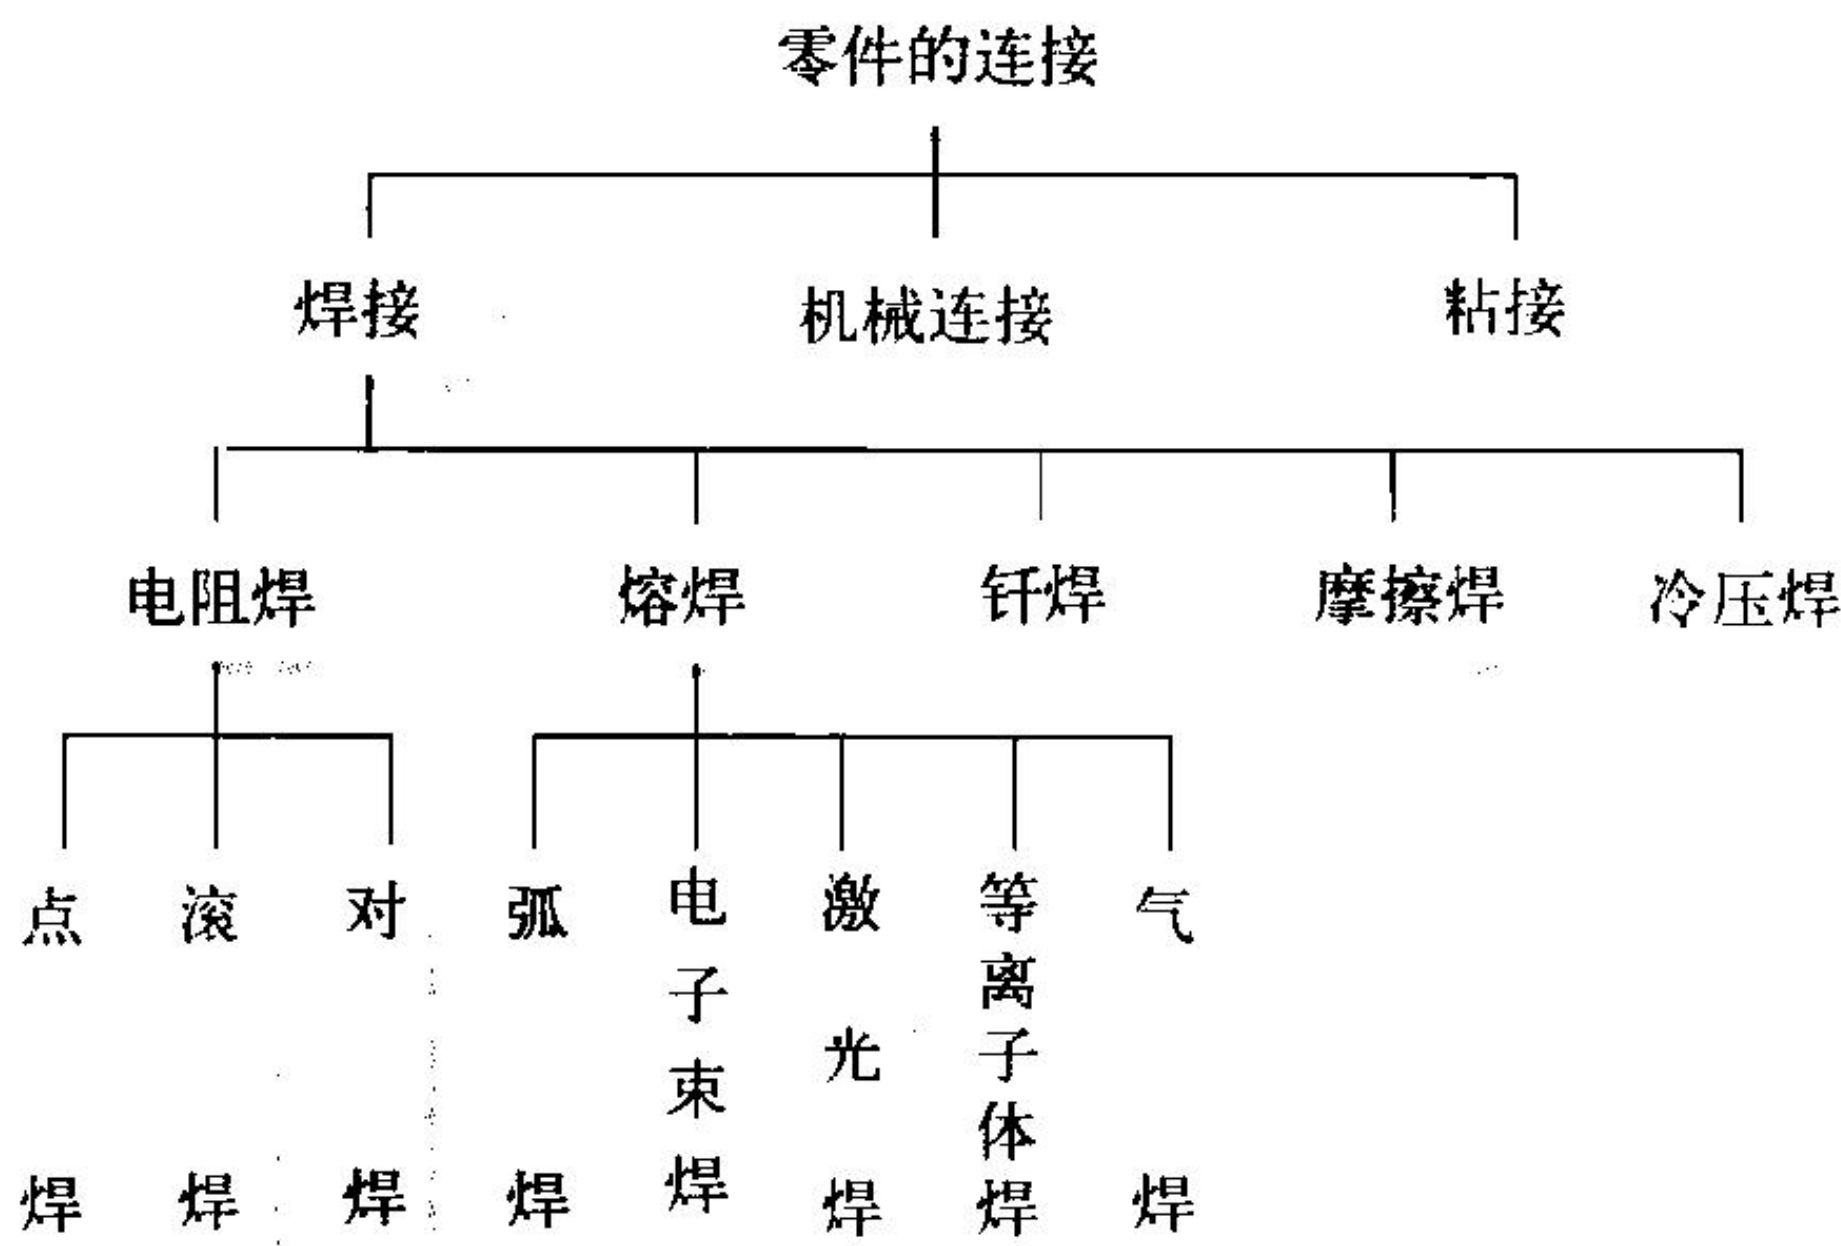 零件的连接
焊接 机械连接 粘接
电阻焊 熔焊 钎焊 摩擦焊 冷压焊
点焊 滚焊 对焊 弧焊 电子束焊 激光焊 等离子体焊 气焊